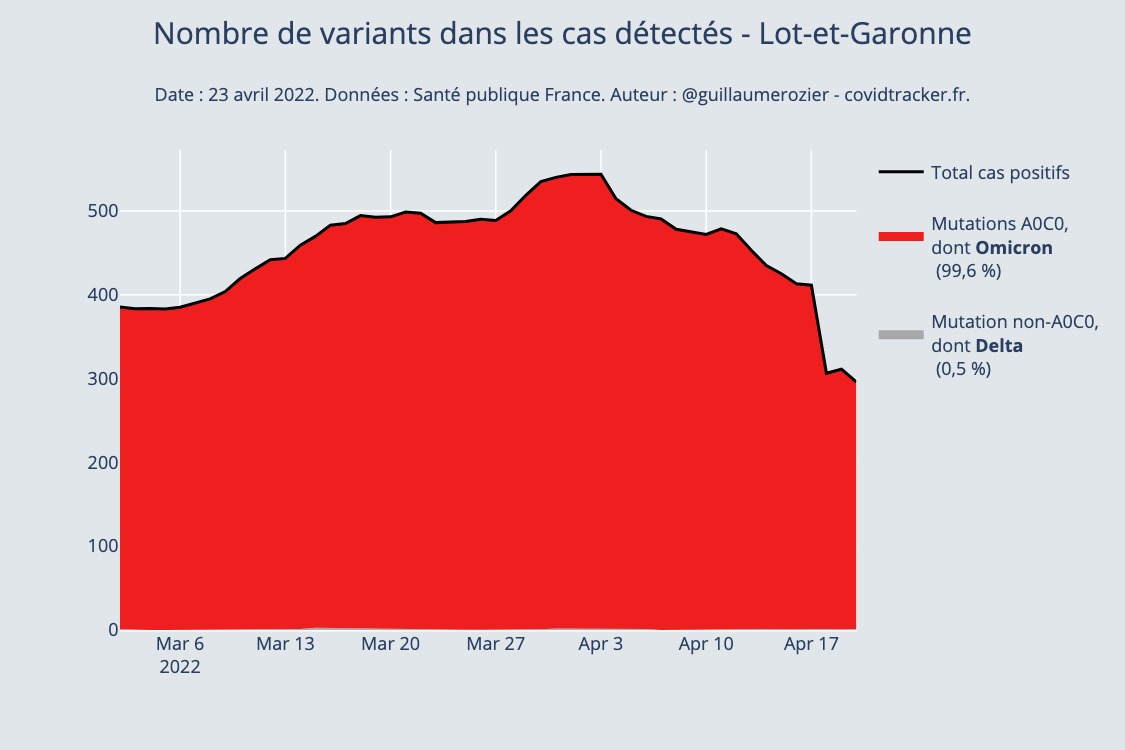 Nombre de variants dans les cas détectés - Lot-et-Garonne
Date : 23 avril 2022. Données : Santé publique France. Auteur : @guillaumerozier - covidtracker.fr.
Total cas positifs
Mutations A0C0,
dont Omicron
(99,6 %)
Mutation non-A0C0,
dont Delta
(0,5 %)
500
400
300
200
100
0
Mar 6 Mar 13 Mar 20 Mar 27 Apr 3 Apr 10 Apr 17
2022